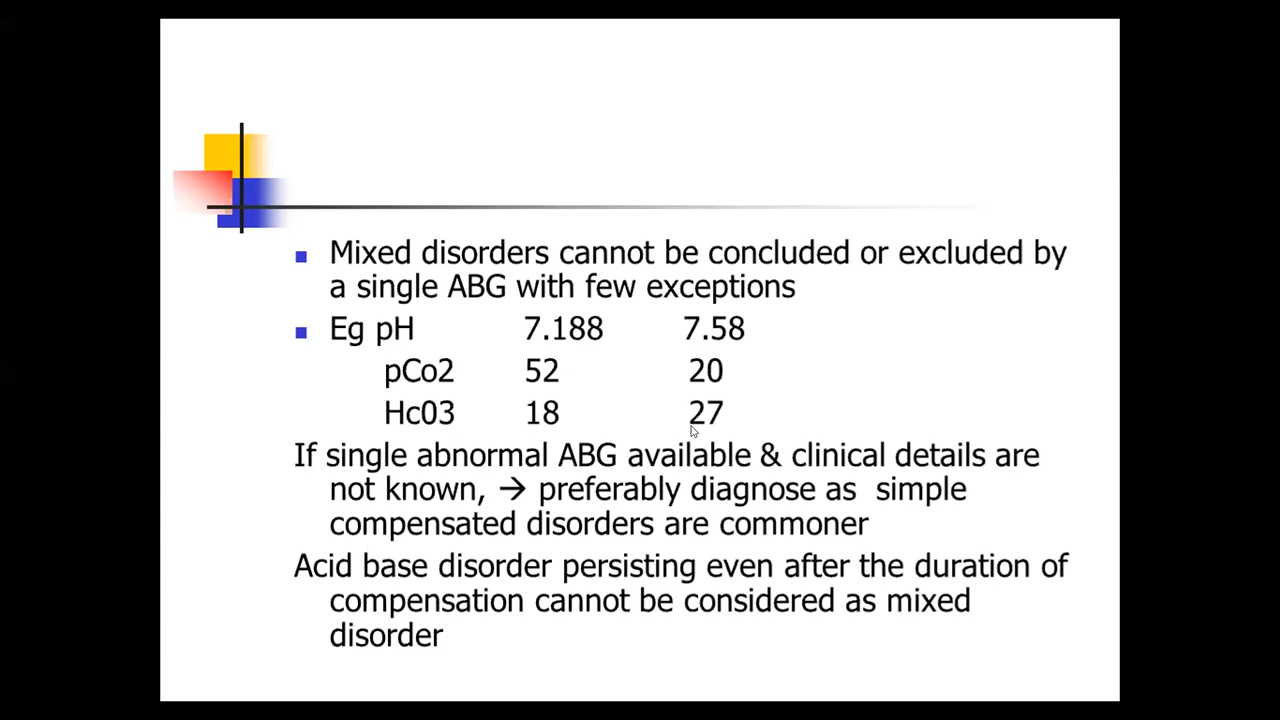 Mixed disorders cannot be concluded or excluded by
a single ABG with few exceptions
Eg pH 7.188 7.58
pCo2 52 20
Hc03 18 27
If single abnormal ABG available & clinical details are
not known, → preferably diagnose as simple
compensated disorders are commoner
Acid base disorder persisting even after the duration of
compensation cannot be considered as mixed
disorder